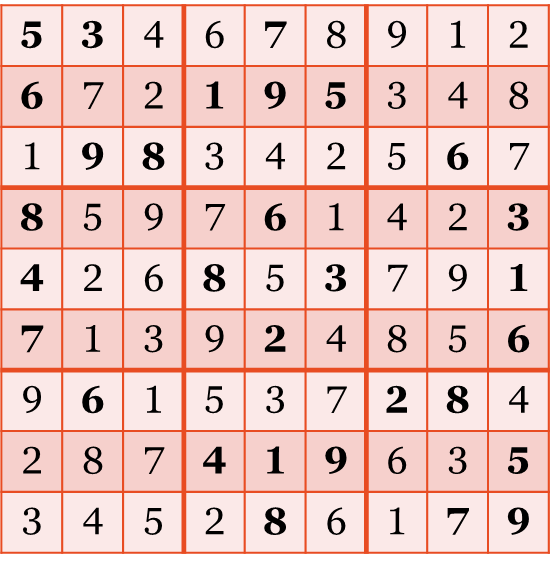 5 3 4 6 7 8 9 1 2
6 7 2 1 9 5 3 4 8
1 9 8 3 4 2 5 6 7
8 5 9 7 6 1 4 2 3
4 2 6 8 5 3 7 9 1
7 1 3 9 2 4 8 5 6
9 6 1 5 3 7 2 8 4
2 8 7 4 1 9 6 3 5
3 4 5 2 8 6 1 7 9